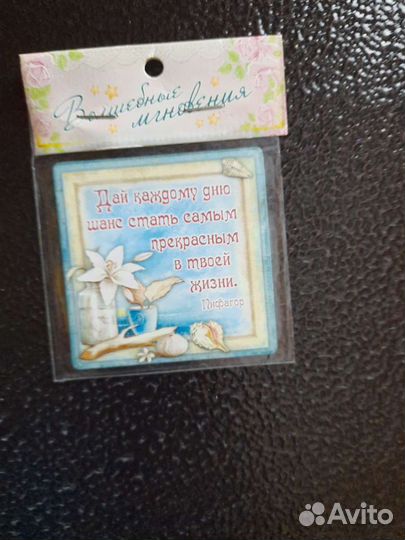 Волшебные
мгновения
Дай каждому дню
шанс стать самым
прекрасным
в твоей
жизни.
Пифагор
Avito